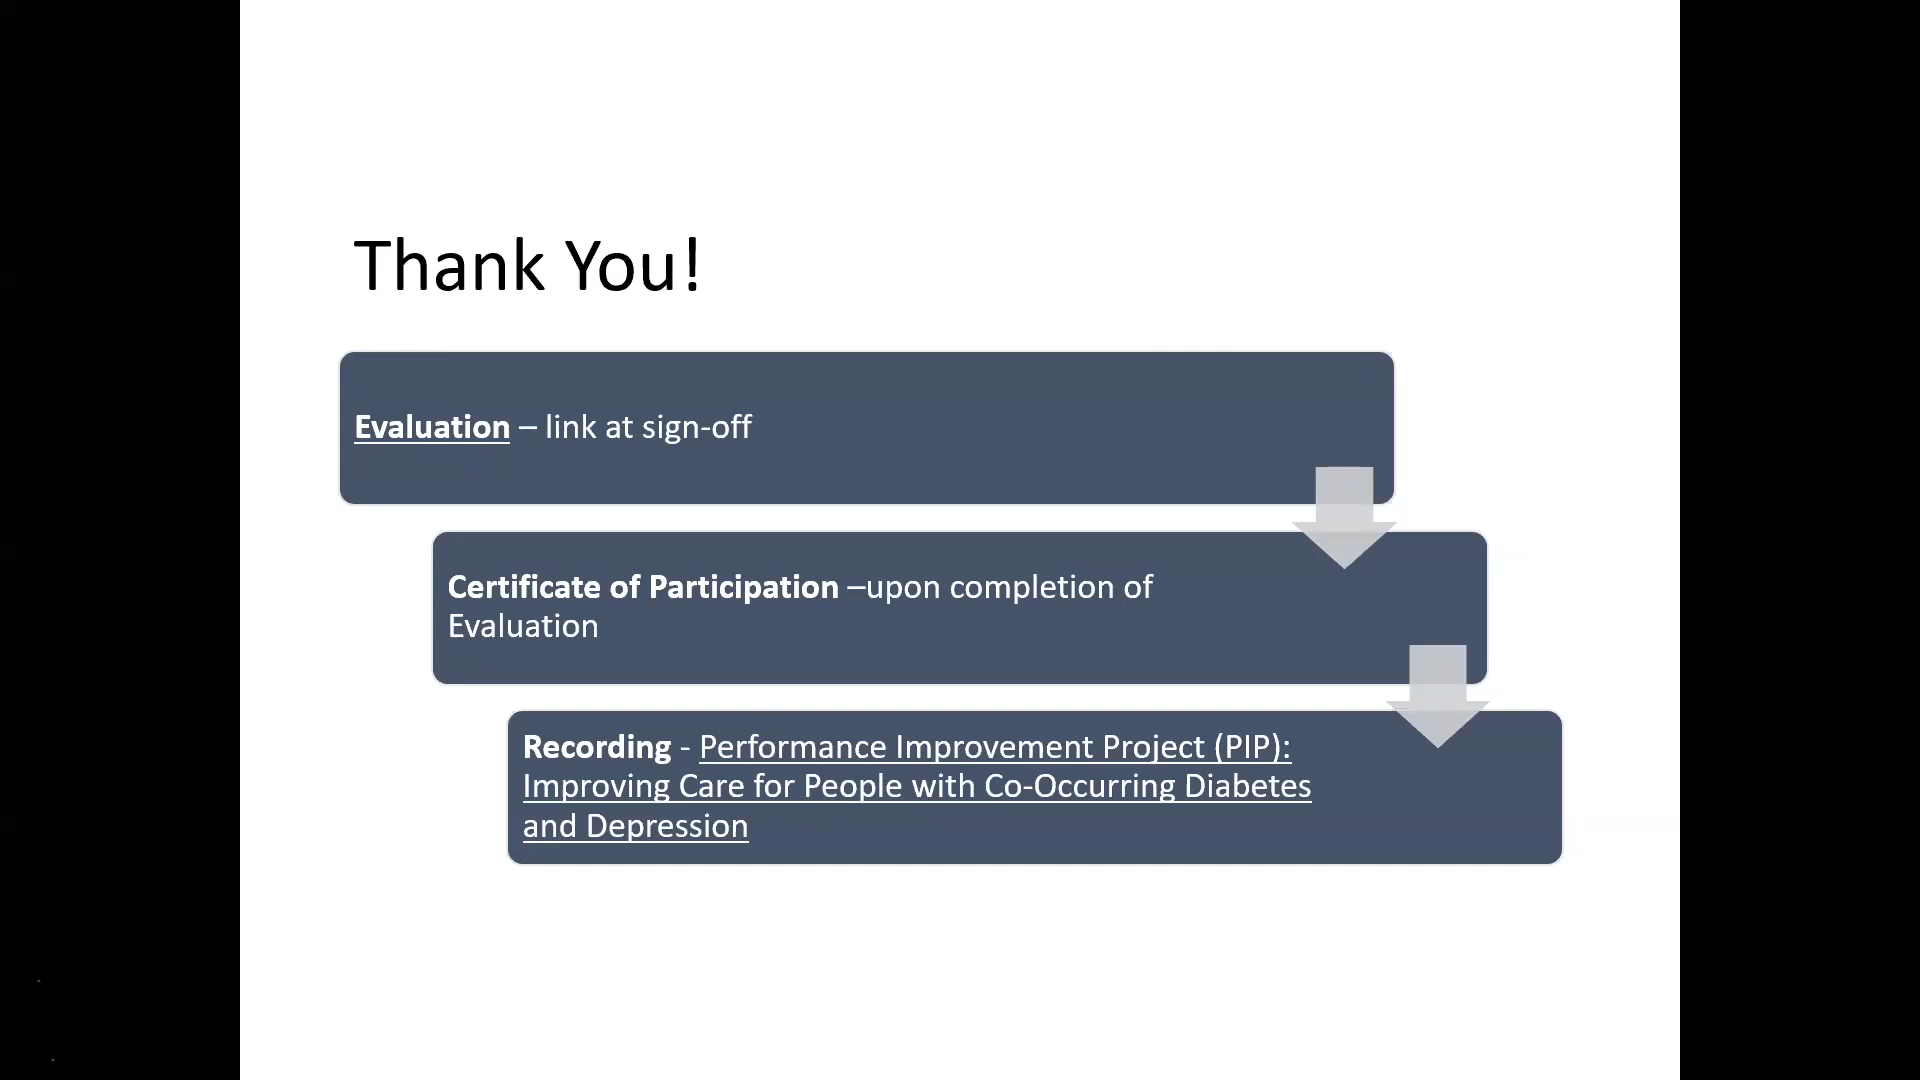 Thank You!
Evaluation – link at sign-off
Certificate of Participation –upon completion of
Evaluation
Recording - Performance Improvement Project (PIP):
Improving Care for People with Co-Occurring Diabetes
and Depression